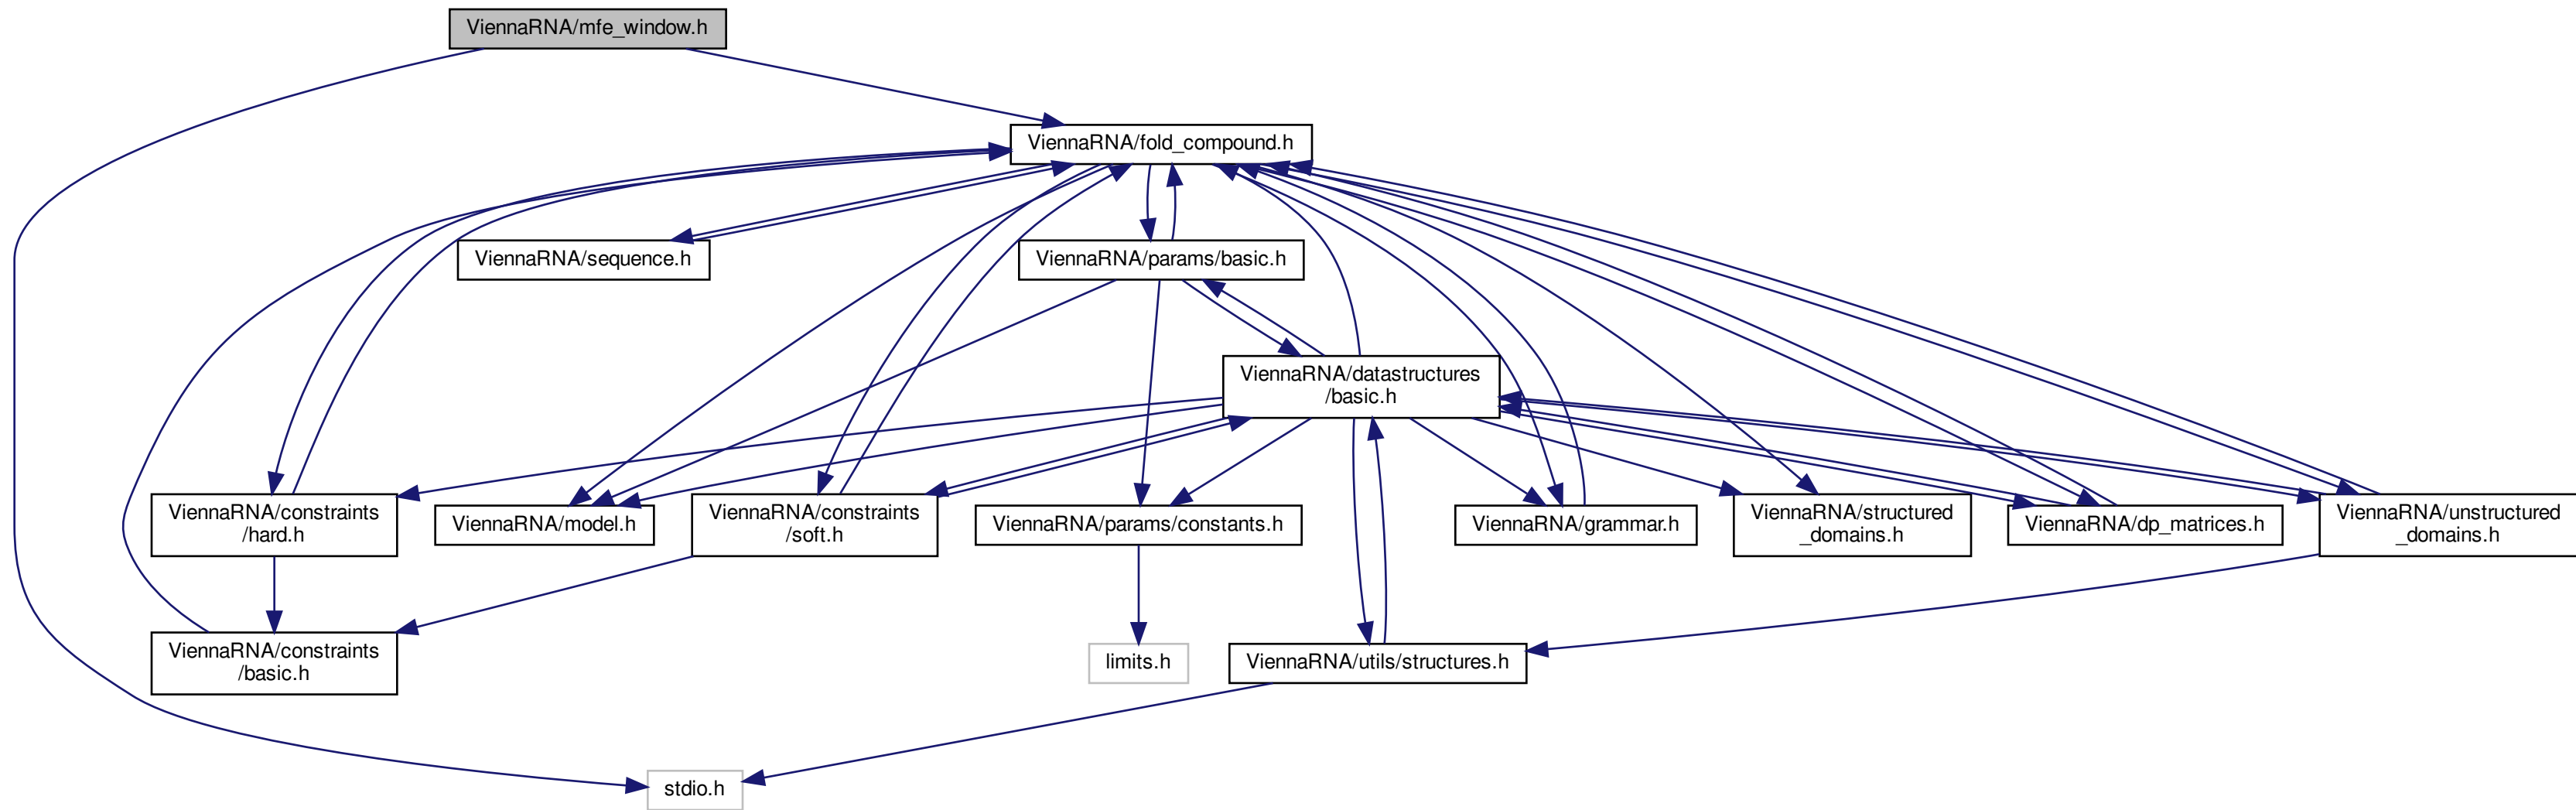 ViennaRNA/mfe_window.h
ViennaRNA/fold_compound.h
ViennaRNA/sequence.h
ViennaRNA/params/basic.h
ViennaRNA/datastructures
/basic.h
ViennaRNA/constraints
/hard.h
ViennaRNA/model.h
ViennaRNA/constraints
/soft.h
ViennaRNA/params/constants.h
ViennaRNA/grammar.h
ViennaRNA/structured
_domains.h
ViennaRNA/dp_matrices.h
ViennaRNA/unstructured
_domains.h
ViennaRNA/constraints
/basic.h
limits.h
ViennaRNA/utils/structures.h
stdio.h